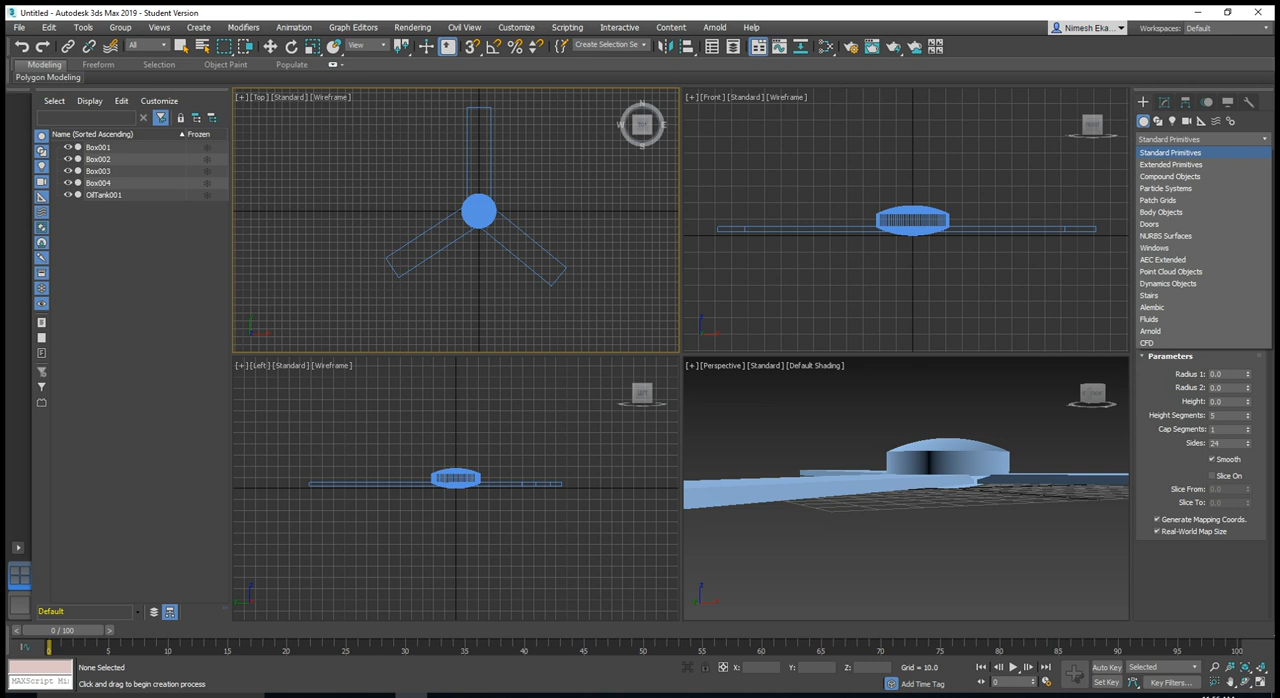 Untitled - Autodesk 3ds Max 2019 - Student Version
File Edit Tools Group Views Create Modifiers Animation Graph Editors Rendering Civil View Customize Scripting Interactive Content Arnold Help
Nimesh Eka...
Workspaces: Default
All
View
Create Selection Se
Modeling Freeform Selection Object Paint Populate
Polygon Modeling
Select Display Edit Customize
Name (Sorted Ascending) ▲ Frozen
Box001
Box002
Box003
Box004
OilTank001
Default
[+] [Top] [Standard] [Wireframe]
N
W TOP E
S
[+] [Front] [Standard] [Wireframe]
FRONT
[+] [Left] [Standard] [Wireframe]
LEFT
[+] [Perspective] [Standard] [Default Shading]
Standard Primitives
Standard Primitives
Extended Primitives
Compound Objects
Particle Systems
Patch Grids
Body Objects
Doors
NURBS Surfaces
Windows
AEC Extended
Point Cloud Objects
Dynamics Objects
Stairs
Alembic
Fluids
Arnold
CFD
Parameters
Radius 1: 0.0
Radius 2: 0.0
Height: 0.0
Height Segments: 5
Cap Segments: 1
Sides: 24
Smooth
Slice On
Slice From: 0.0
Slice To: 0.0
Generate Mapping Coords.
Real-World Map Size
0 / 100
0 5 10 15 20 25 30 35 40 45 50 55 60 65 70 75 80 85 90 95 100
None Selected
X: Y: Z: Grid = 10.0
Auto Key Selected
MAXScript Mi:
Click and drag to begin creation process
Add Time Tag
0
Set Key Key Filters...